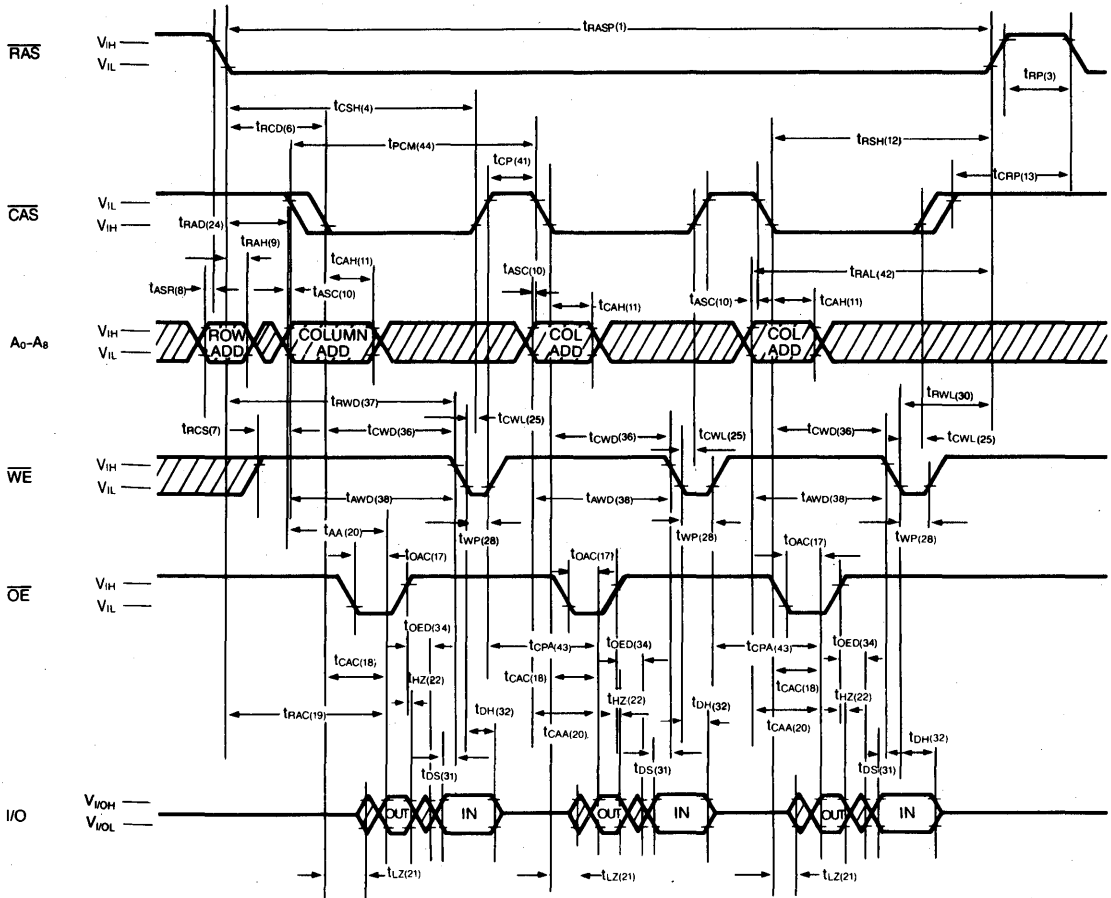 tRASP(1)
RAS
VIH
VIL
tRP(3)
tCSH(4)
tRCD(6)
tRSH(12)
tPCM(44)
tCP(41)
tCRP(13)
CAS
VIL
VIH
tRAD(24)
tRAH(9)
tCAH(11)
tASC(10)
tRAL(42)
tASR(8)
tASC(10)
tCAH(11)
tASC(10)
tCAH(11)
A0–A8
VIH
VIL
ROW ADD
COLUMN ADD
COL ADD
COL ADD
tRWD(37)
tRWL(30)
tRCS(7)
tCWD(36)
tCWL(25)
tCWD(36)
tCWL(25)
tCWD(36)
tCWL(25)
WE
VIH
VIL
tAWD(38)
tAWD(38)
tAWD(38)
tAA(20)
tWP(28)
tWP(28)
tWP(28)
tOAC(17)
tOAC(17)
tOAC(17)
OE
VIH
VIL
tOED(34)
tCPA(43)
tOED(34)
tCPA(43)
tOED(34)
tCAC(18)
tHZ(22)
tCAC(18)
tHZ(22)
tCAC(18)
tHZ(22)
tRAC(19)
tDH(32)
tCAA(20)
tDH(32)
tCAA(20)
tDH(32)
tDS(31)
tDS(31)
tDS(31)
I/O
VI/OH
VI/OL
OUT
IN
OUT
IN
OUT
IN
tLZ(21)
tLZ(21)
tLZ(21)